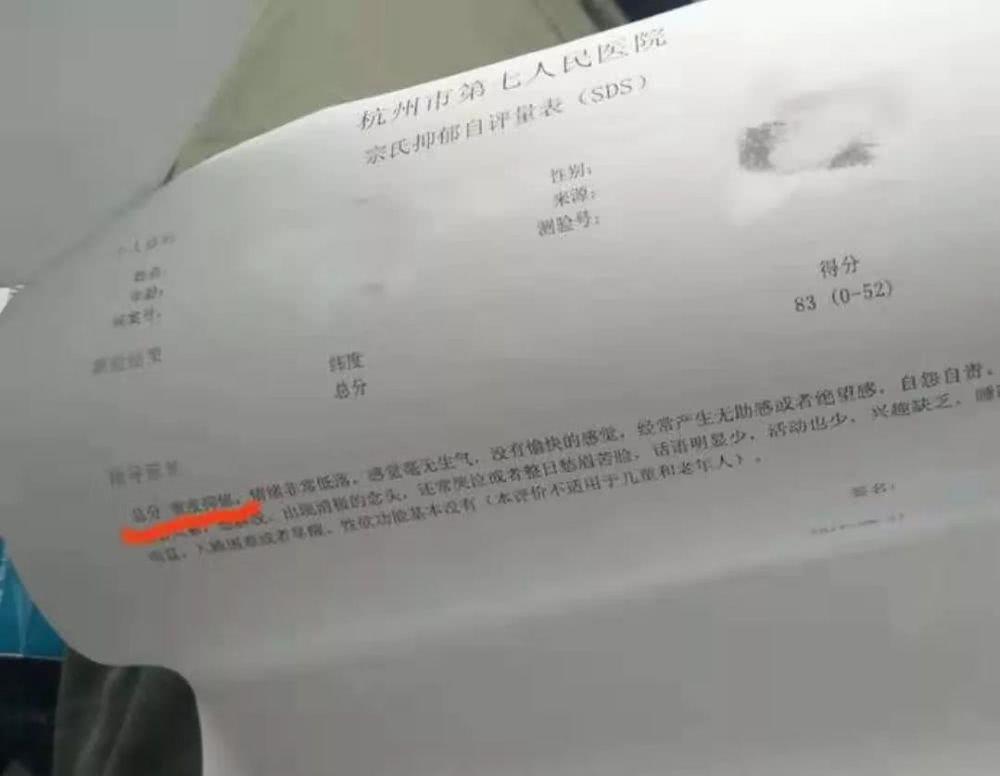 杭州市第七人民医院
宗氏抑郁自评量表（SDS）
性别：
来源：
测验号：
姓名：
年龄：
纬度
得分
总分
83（0-52）
总分 重度抑郁，情绪非常低落，感觉毫无生气，没有愉快的感觉，经常产生无助感或者绝望感，自怨自责。
出现消极的念头，还常哭泣或者整日愁眉苦脸，话语明显少，活动也少，兴趣缺乏，睡
入睡困难或者早醒，性欲功能基本没有（本评价不适用于儿童和老年人）。
签名：